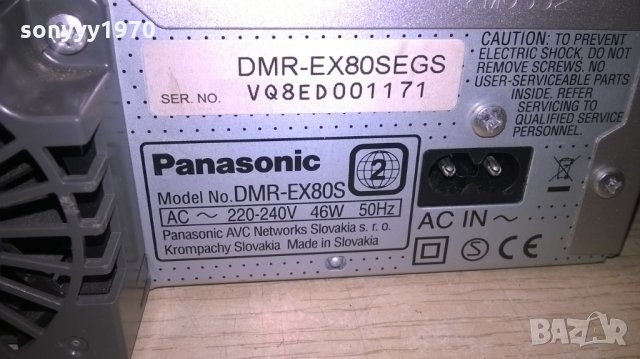 sonyyy1970
DMR-EX80SEGS
SER. NO. VQ8ED001171
CAUTION: TO PREVENT
ELECTRIC SHOCK, DO NOT
REMOVE SCREWS. NO
USER-SERVICEABLE PARTS
INSIDE. REFER
SERVICING TO
QUALIFIED SERVICE
PERSONNEL.
Panasonic 2
Model No. DMR-EX80S
AC ～ 220-240V 46W 50Hz
Panasonic AVC Networks Slovakia s. r. o.
Krompachy Slovakia Made in Slovakia
AC IN ～
S CE
BAZAR